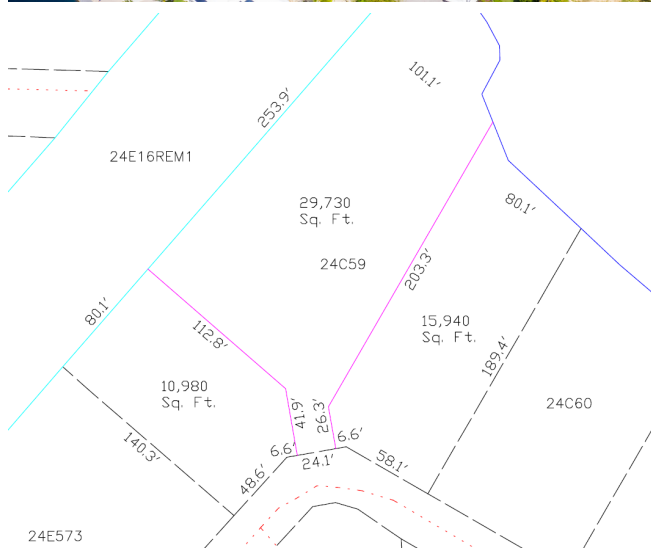 101.1'
253.9'
24E16REM1
29,730
Sq. Ft.
80.1'
24C59
203.3'
80.1'
15,940
Sq. Ft.
112.8'
189.4'
10,980
Sq. Ft.
24C60
41.9'
26.3'
140.3'
6.6'
6.6'
24.1'
58.1'
48.6'
24E573